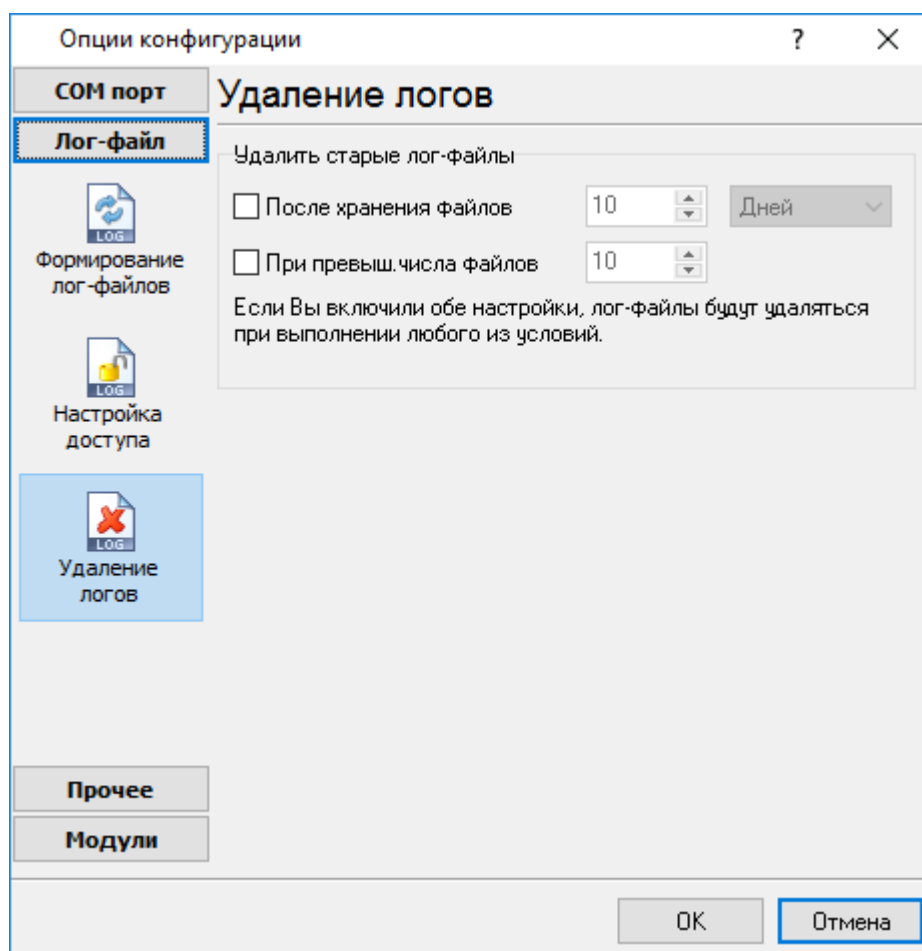 Опции конфигурации
?
COM порт
Лог-файл
LOG
Формирование
лог-файлов
LOG
Настройка
доступа
LOG
Удаление
логов
Прочее
Модули
Удаление логов
Удалить старые лог-файлы
После хранения файлов 10 Дней
При превыш.числа файлов 10
Если Вы включили обе настройки, лог-файлы будут удаляться
при выполнении любого из условий.
OK Отмена